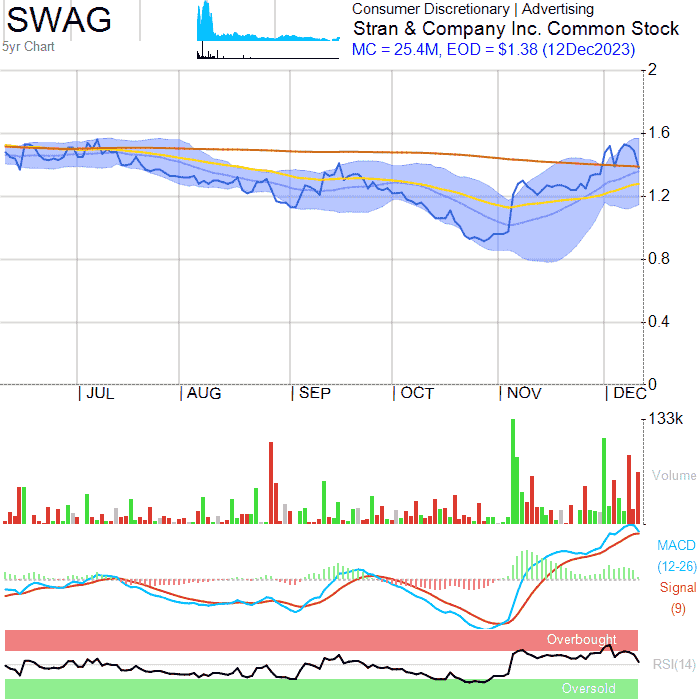 SWAG
5yr Chart
Consumer Discretionary | Advertising
Stran & Company Inc. Common Stock
MC = 25.4M, EOD = $1.38 (12Dec2023)
2
1.6
1.2
0.8
0.4
0
| JUL | AUG | SEP | OCT | NOV | DEC
133k
Volume
MACD
(12-26)
Signal
(9)
Overbought
RSI(14)
Oversold